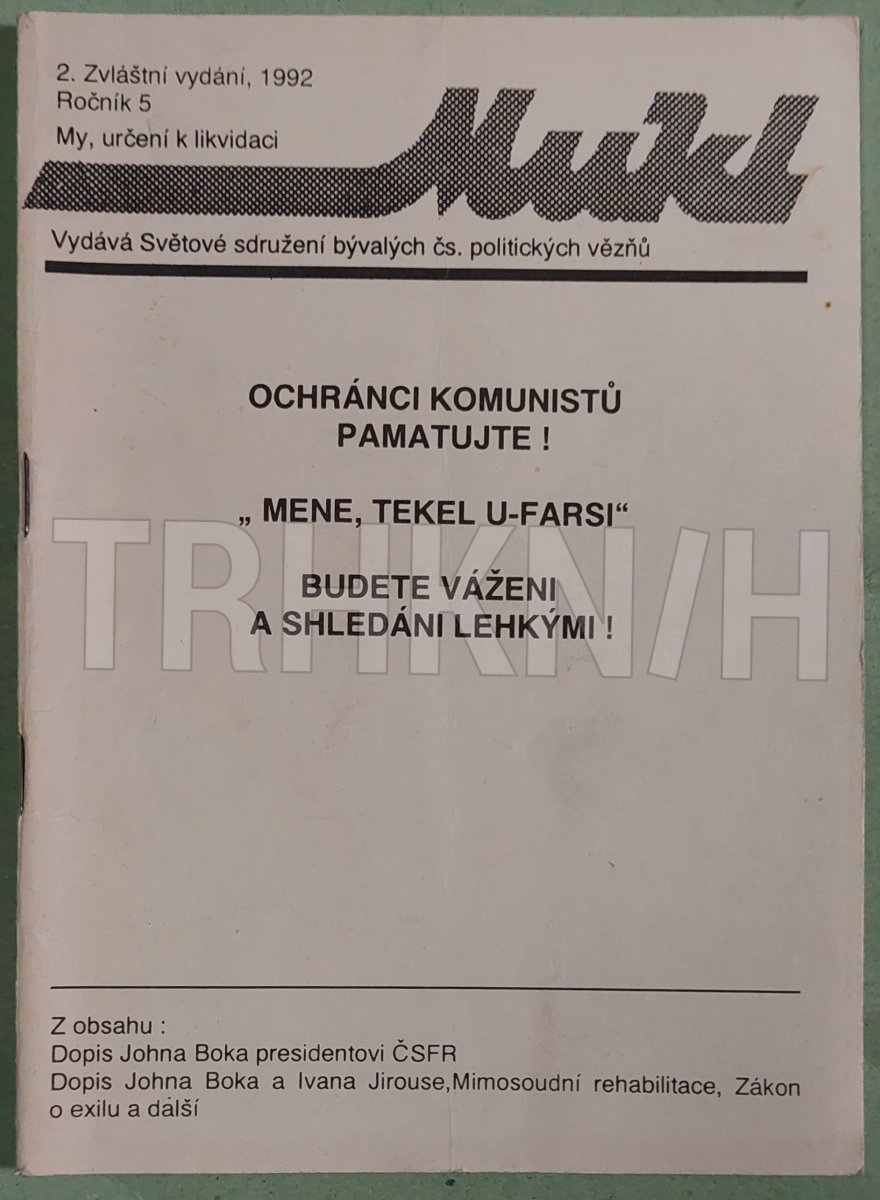 2. Zvláštní vydání, 1992
Ročník 5
My, určení k likvidaci
Mukl
Vydává Světové sdružení bývalých čs. politických vězňů
OCHRÁNCI KOMUNISTŮ
PAMATUJTE !
„ MENE, TEKEL U-FARSI“
TRHKN/H
BUDETE VÁŽENI
A SHLEDÁNI LEHKÝMI !
Z obsahu :
Dopis Johna Boka presidentovi ČSFR
Dopis Johna Boka a Ivana Jirouse,Mimosoudní rehabilitace, Zákon
o exilu a další